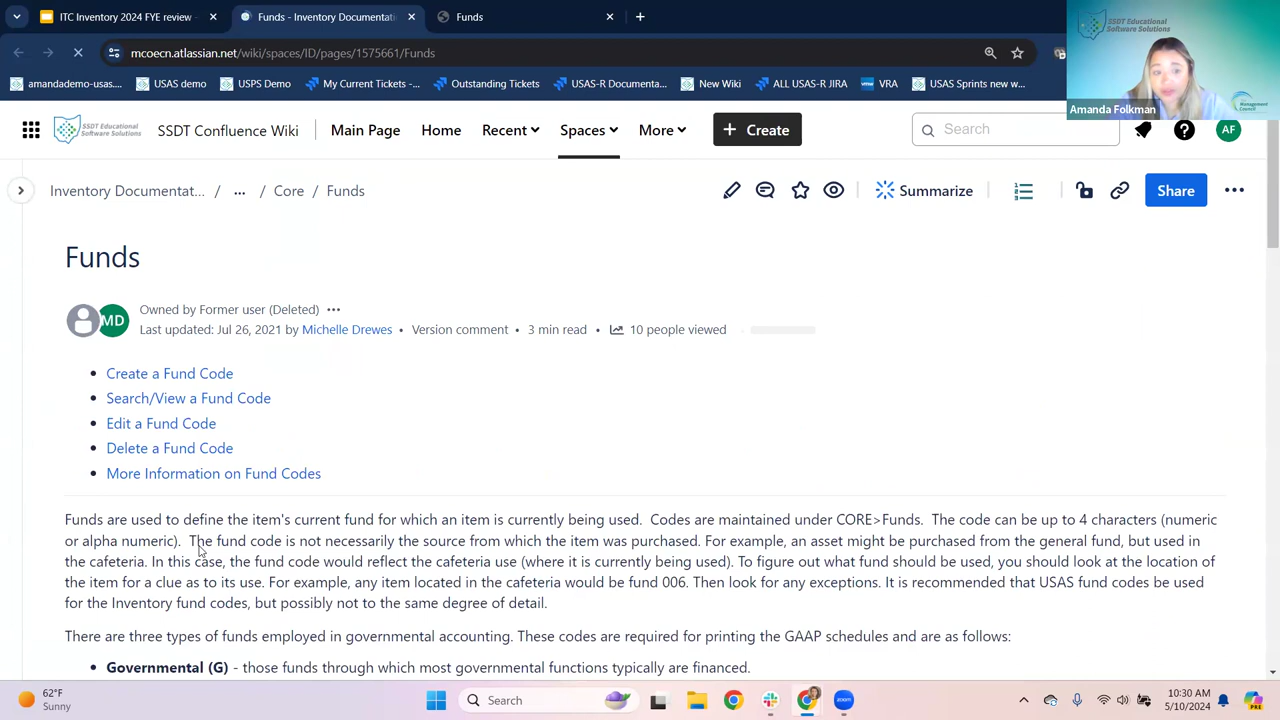 ITC Inventory 2024 FYE review
Funds - Inventory Documentati
Funds
mcoecn.atlassian.net/wiki/spaces/ID/pages/1575661/Funds
amandademo-usas...
USAS demo
USPS Demo
My Current Tickets -...
Outstanding Tickets
USAS-R Documenta...
New Wiki
ALL USAS-R JIRA
VRA
USAS Sprints new w...
SSDT Educational
Software Solutions
Amanda Folkman
Management
Council
SSDT Educational
Software Solutions
SSDT Confluence Wiki
Main Page
Home
Recent
Spaces
More
+ Create
Search
AF
Inventory Documentat... / ... / Core / Funds
Summarize
Share
Funds
MD
Owned by Former user (Deleted) •••
Last updated: Jul 26, 2021 by Michelle Drewes • Version comment • 3 min read • 10 people viewed
• Create a Fund Code
• Search/View a Fund Code
• Edit a Fund Code
• Delete a Fund Code
• More Information on Fund Codes
Funds are used to define the item's current fund for which an item is currently being used. Codes are maintained under CORE>Funds. The code can be up to 4 characters (numeric
or alpha numeric). The fund code is not necessarily the source from which the item was purchased. For example, an asset might be purchased from the general fund, but used in
the cafeteria. In this case, the fund code would reflect the cafeteria use (where it is currently being used). To figure out what fund should be used, you should look at the location of
the item for a clue as to its use. For example, any item located in the cafeteria would be fund 006. Then look for any exceptions. It is recommended that USAS fund codes be used
for the Inventory fund codes, but possibly not to the same degree of detail.
There are three types of funds employed in governmental accounting. These codes are required for printing the GAAP schedules and are as follows:
• Governmental (G) - those funds through which most governmental functions typically are financed.
62°F
Sunny
Search
10:30 AM
5/10/2024
PRE